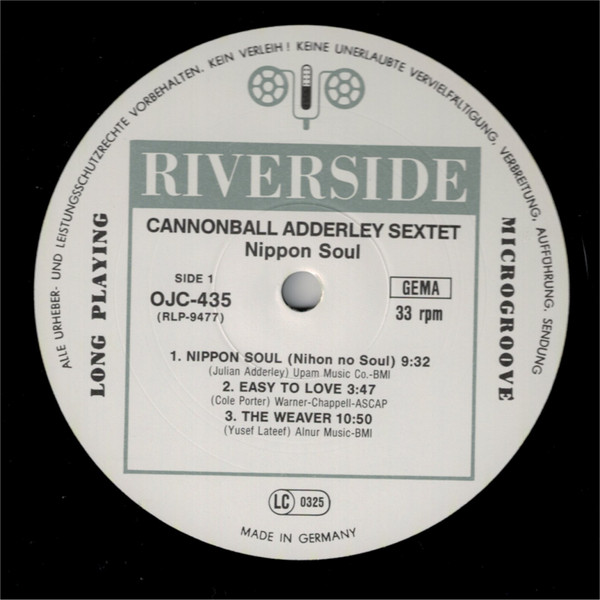 ALLE URHEBER- UND LEISTUNGSSCHUTZRECHTE VORBEHALTEN. KEIN VERLEIH! KEINE UNERLAUBTE VERVIELFÄLTIGUNG, VERBREITUNG, AUFFÜHRUNG, SENDUNG
RIVERSIDE
CANNONBALL ADDERLEY SEXTET
Nippon Soul
LONG PLAYING
MICROGROOVE
SIDE 1
OJC-435
(RLP-9477)
GEMA
33 rpm
1. NIPPON SOUL (Nihon no Soul) 9:32
(Julian Adderley) Upam Music Co.-BMI
2. EASY TO LOVE 3:47
(Cole Porter) Warner-Chappell-ASCAP
3. THE WEAVER 10:50
(Yusef Lateef) Alnur Music-BMI
LC 0325
MADE IN GERMANY